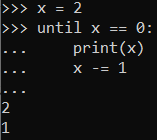 >>> x = 2
>>> until x == 0:
...     print(x)
...     x -= 1
...
2
1